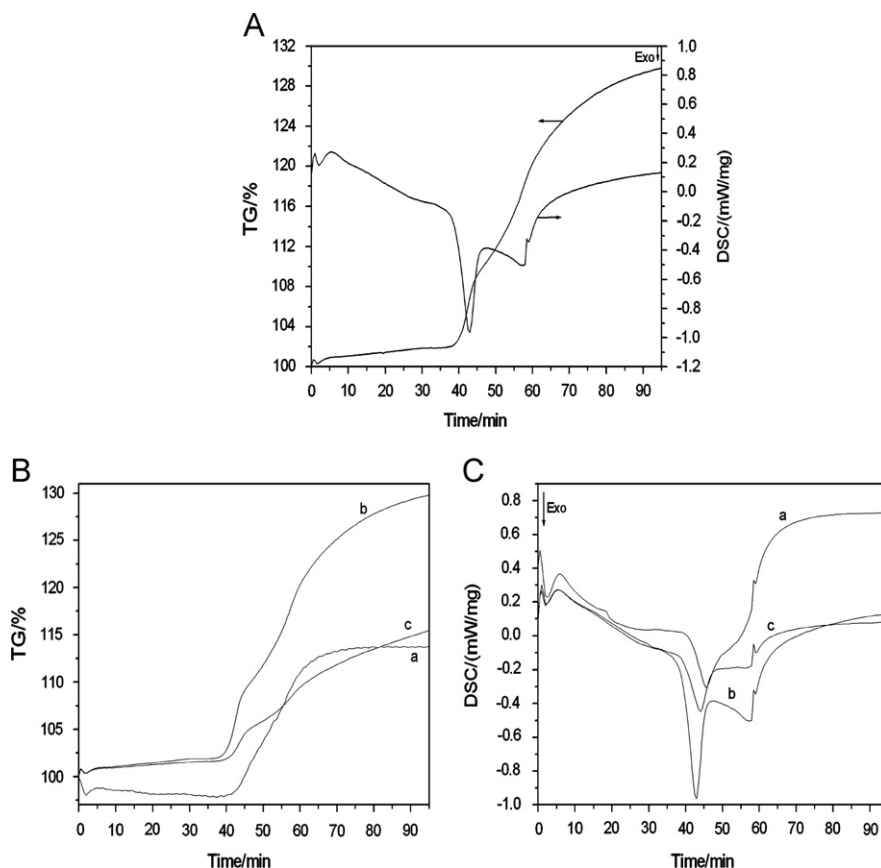 A
132
128
124
120
116
112
108
104
100
TG/%
1.0
0.8
0.6
0.4
0.2
0.0
-0.2
-0.4
-0.6
-0.8
-1.0
-1.2
DSC/(mW/mg)
Exo
0 10 20 30 40 50 60 70 80 90
Time/min
B
130
125
120
115
110
105
100
TG/%
b
c
a
0 10 20 30 40 50 60 70 80 90
Time/min
C
0.8
0.6
0.4
0.2
0.0
-0.2
-0.4
-0.6
-0.8
-1.0
DSC/(mW/mg)
Exo
a
c
b
0 10 20 30 40 50 60 70 80 90
Time/min